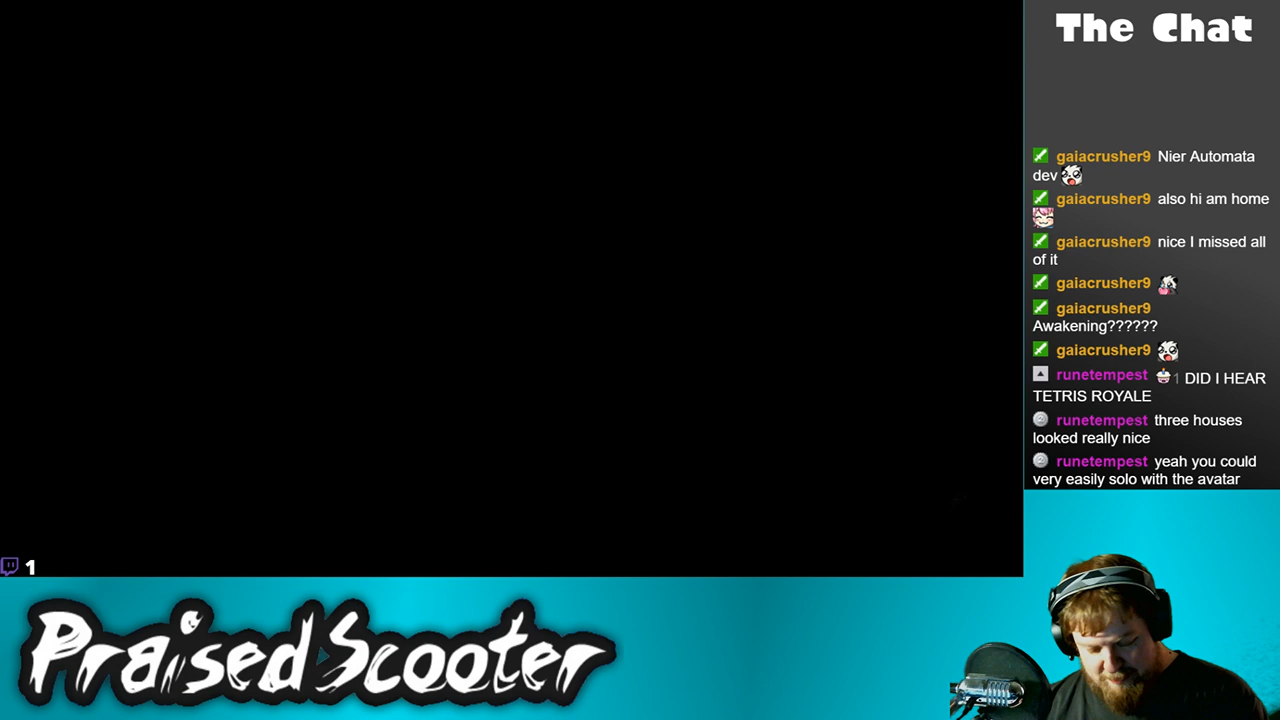 The Chat
gaiacrusher9 Nier Automata
dev
gaiacrusher9 also hi am home
gaiacrusher9 nice I missed all
of it
gaiacrusher9
gaiacrusher9
Awakening??????
gaiacrusher9
runetempest 1 DID I HEAR
TETRIS ROYALE
runetempest three houses
looked really nice
runetempest yeah you could
very easily solo with the avatar
1
PraisedScooter